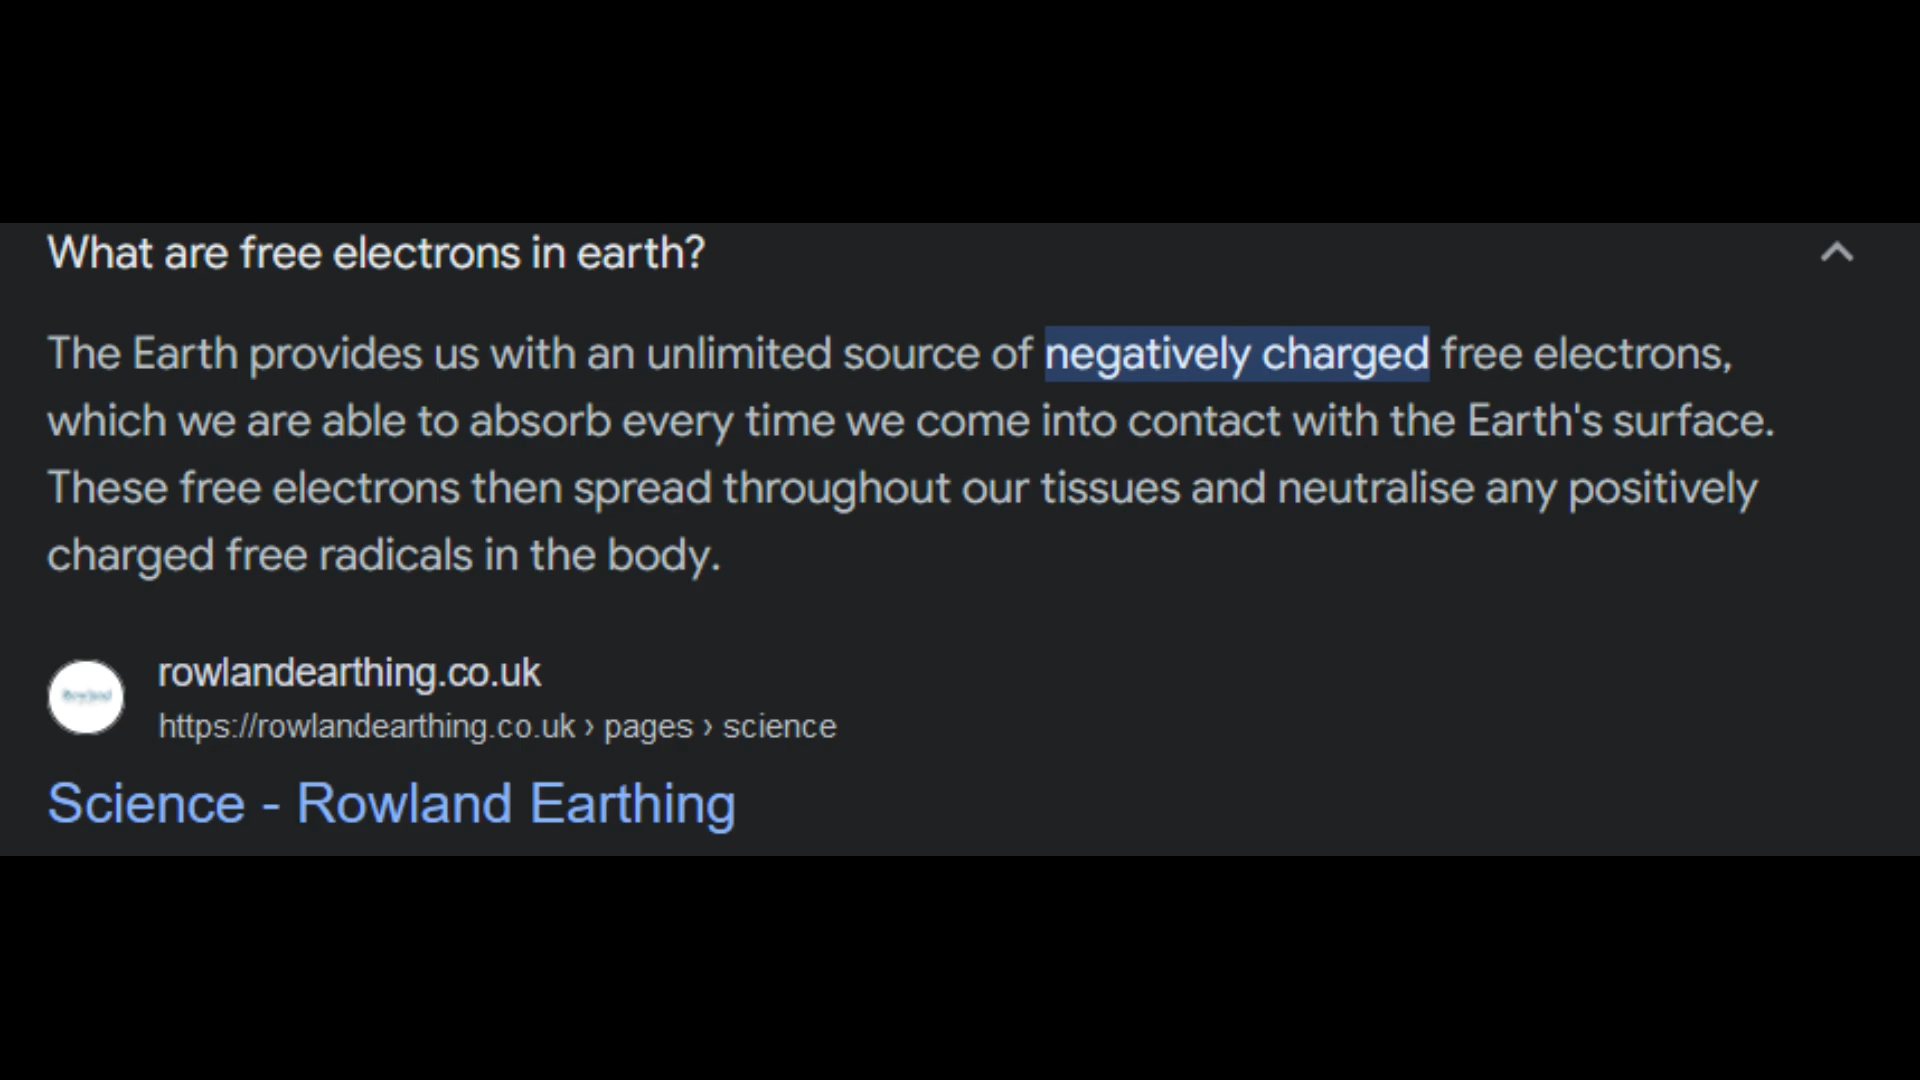 What are free electrons in earth?
The Earth provides us with an unlimited source of negatively charged free electrons,
which we are able to absorb every time we come into contact with the Earth's surface.
These free electrons then spread throughout our tissues and neutralise any positively
charged free radicals in the body.
Rowland
rowlandearthing.co.uk
https://rowlandearthing.co.uk › pages › science
Science - Rowland Earthing